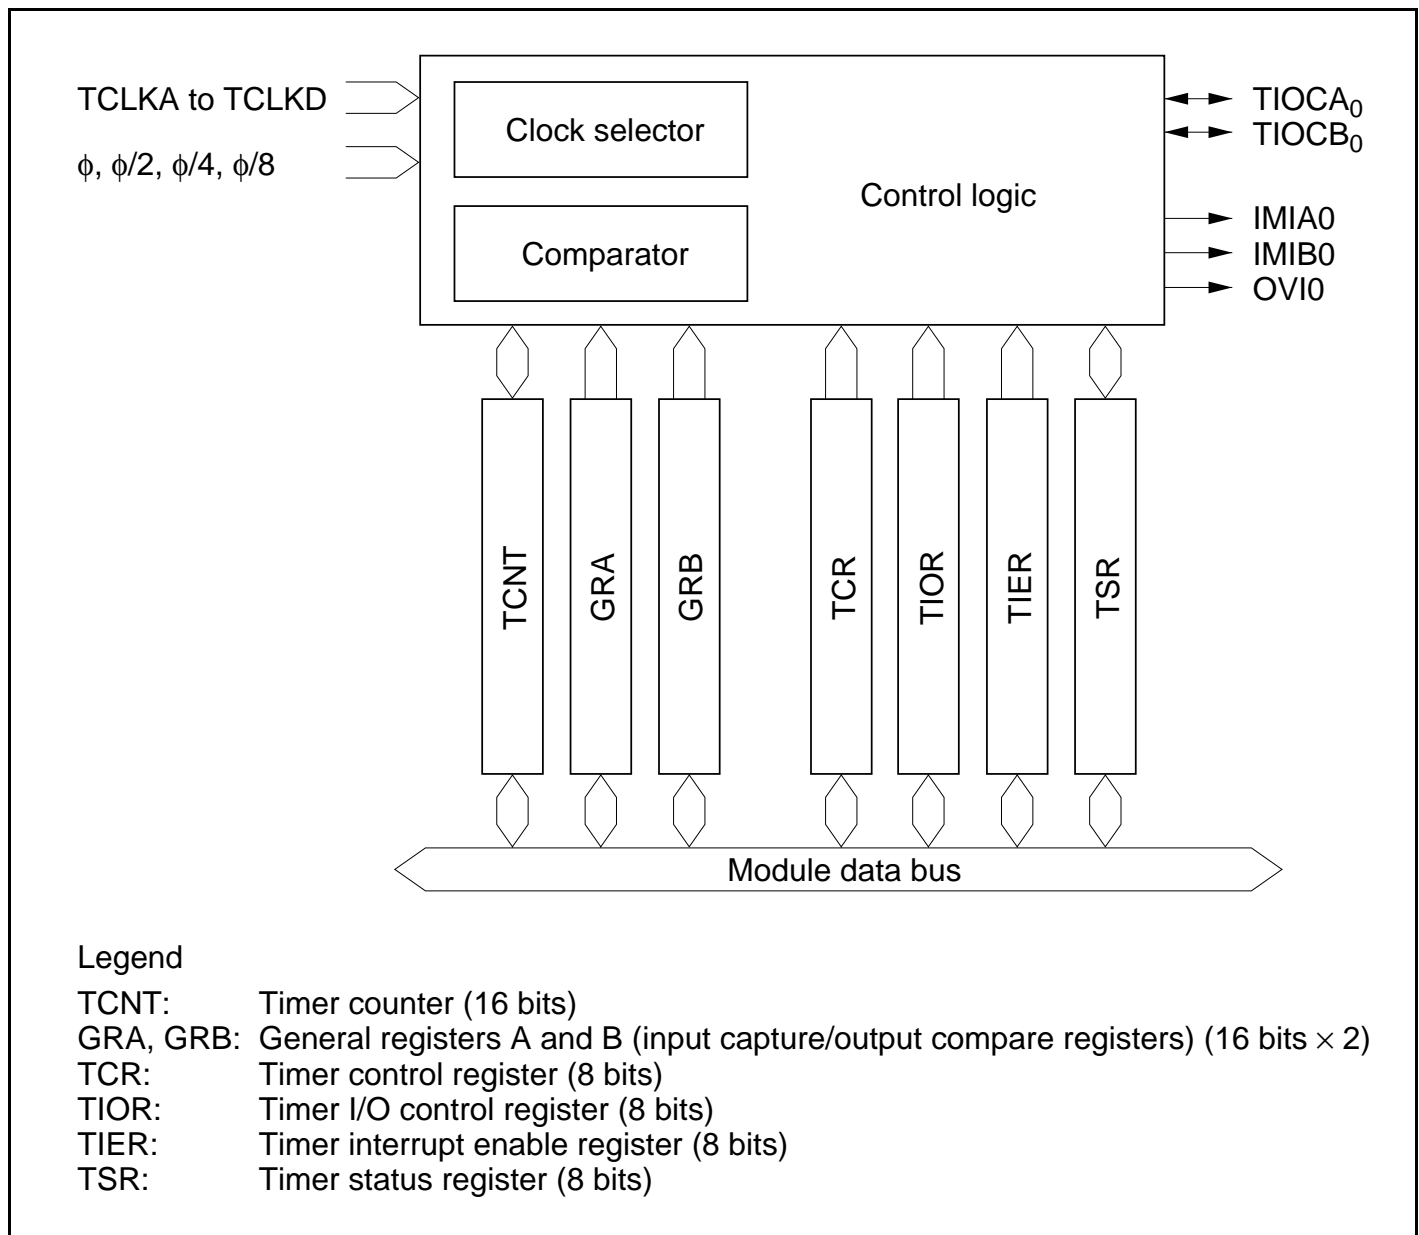 TCLKA to TCLKD
ϕ, ϕ/2, ϕ/4, ϕ/8
Clock selector
Comparator
Control logic
TIOCA0
TIOCB0
IMIA0
IMIB0
OVI0
TCNT
GRA
GRB
TCR
TIOR
TIER
TSR
Module data bus
Legend
TCNT: Timer counter (16 bits)
GRA, GRB: General registers A and B (input capture/output compare registers) (16 bits × 2)
TCR: Timer control register (8 bits)
TIOR: Timer I/O control register (8 bits)
TIER: Timer interrupt enable register (8 bits)
TSR: Timer status register (8 bits)